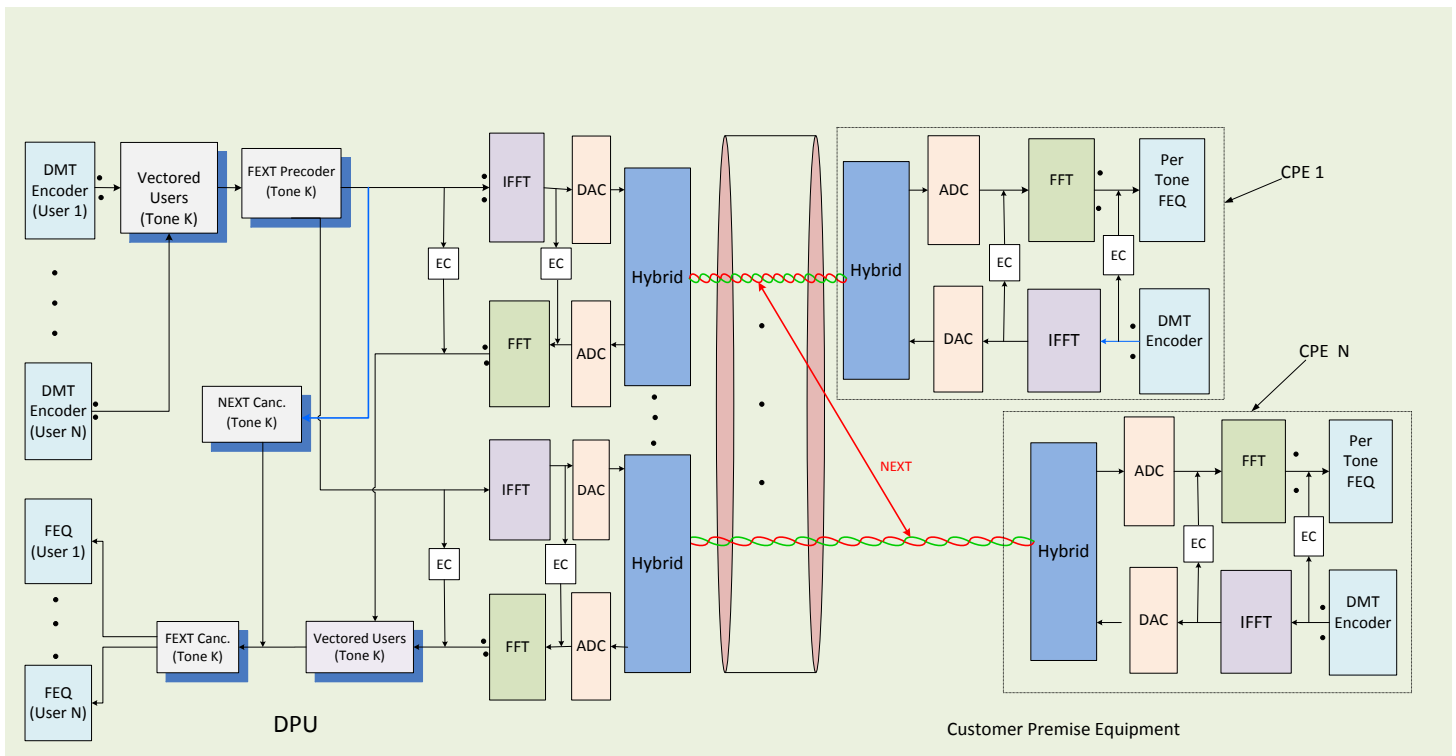 DMT
Encoder
(User 1)
Vectored
Users
(Tone K)
FEXT Precoder
(Tone K)
IFFT
DAC
EC
EC
Hybrid
FFT
ADC
DMT
Encoder
(User N)
NEXT Canc.
(Tone K)
IFFT
DAC
EC
EC
Hybrid
FFT
ADC
FEQ
(User 1)
FEXT Canc.
(Tone K)
Vectored Users
(Tone K)
FEQ
(User N)
DPU
NEXT
Hybrid
ADC
FFT
Per
Tone
FEQ
EC
EC
DAC
IFFT
DMT
Encoder
CPE 1
CPE N
Hybrid
ADC
FFT
Per
Tone
FEQ
EC
EC
DAC
IFFT
DMT
Encoder
Customer Premise Equipment